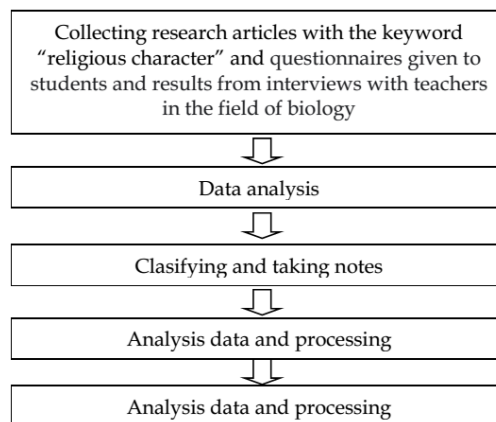 Collecting research articles with the keyword
“religious character” and questionnaires given to
students and results from interviews with teachers
in the field of biology
Data analysis
Clasifying and taking notes
Analysis data and processing
Analysis data and processing